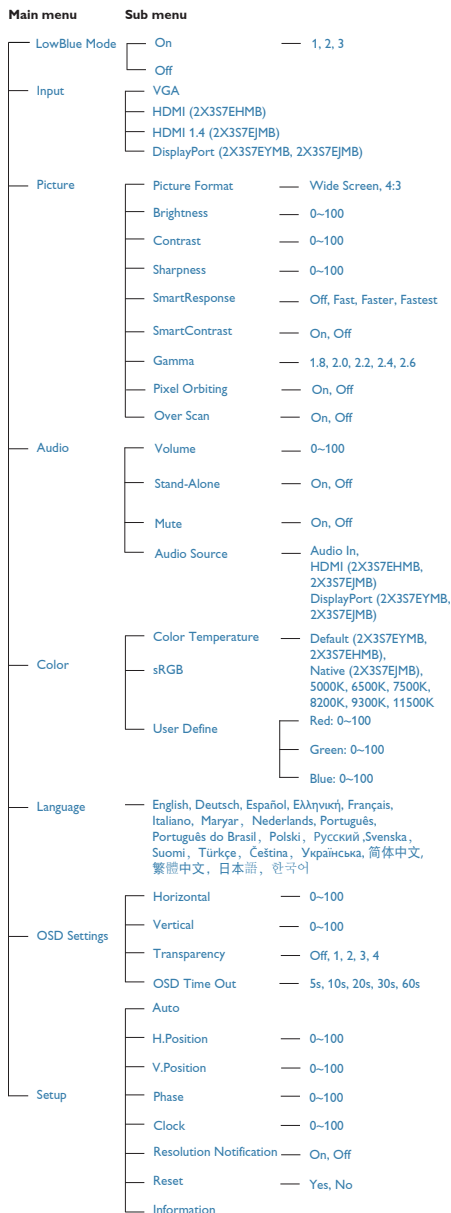 Main menu Sub menu
LowBlue Mode On 1, 2, 3
Off
Input VGA
HDMI (2X3S7EHMB)
HDMI 1.4 (2X3S7EJMB)
DisplayPort (2X3S7EYMB, 2X3S7EJMB)
Picture Picture Format Wide Screen, 4:3
Brightness 0~100
Contrast 0~100
Sharpness 0~100
SmartResponse Off, Fast, Faster, Fastest
SmartContrast On, Off
Gamma 1.8, 2.0, 2.2, 2.4, 2.6
Pixel Orbiting On, Off
Over Scan On, Off
Audio Volume 0~100
Stand-Alone On, Off
Mute On, Off
Audio Source Audio In,
HDMI (2X3S7EHMB,
2X3S7EJMB)
DisplayPort (2X3S7EYMB,
2X3S7EJMB)
Color Color Temperature Default (2X3S7EYMB,
2X3S7EHMB),
sRGB Native (2X3S7EJMB),
5000K, 6500K, 7500K,
8200K, 9300K, 11500K
User Define Red: 0~100
Green: 0~100
Blue: 0~100
Language English, Deutsch, Español, Ελληνική, Français,
Italiano, Maryar, Nederlands, Português,
Português do Brasil, Polski, Русский ,Svenska,
Suomi, Türkçe, Čeština, Українська, 简体中文,
繁體中文, 日本語, 한국어
OSD Settings Horizontal 0~100
Vertical 0~100
Transparency Off, 1, 2, 3, 4
OSD Time Out 5s, 10s, 20s, 30s, 60s
Setup Auto
H.Position 0~100
V.Position 0~100
Phase 0~100
Clock 0~100
Resolution Notification On, Off
Reset Yes, No
Information